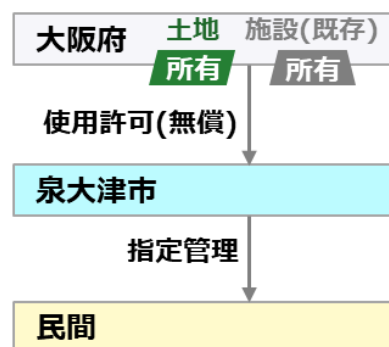 大阪府 土地 施設(既存)
所有 所有
使用許可(無償)
泉大津市
指定管理
民間